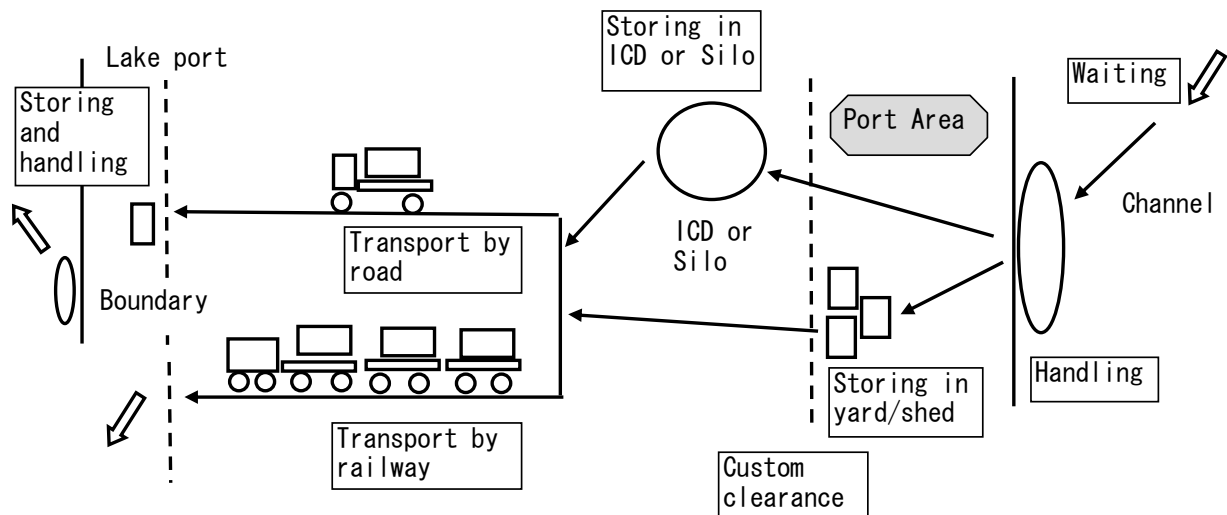 Lake port
Storing
and
handling
Boundary
Transport by
road
Transport by
railway
Storing in
ICD or Silo
ICD or
Silo
Port Area
Storing in
yard/shed
Custom
clearance
Waiting
Channel
Handling